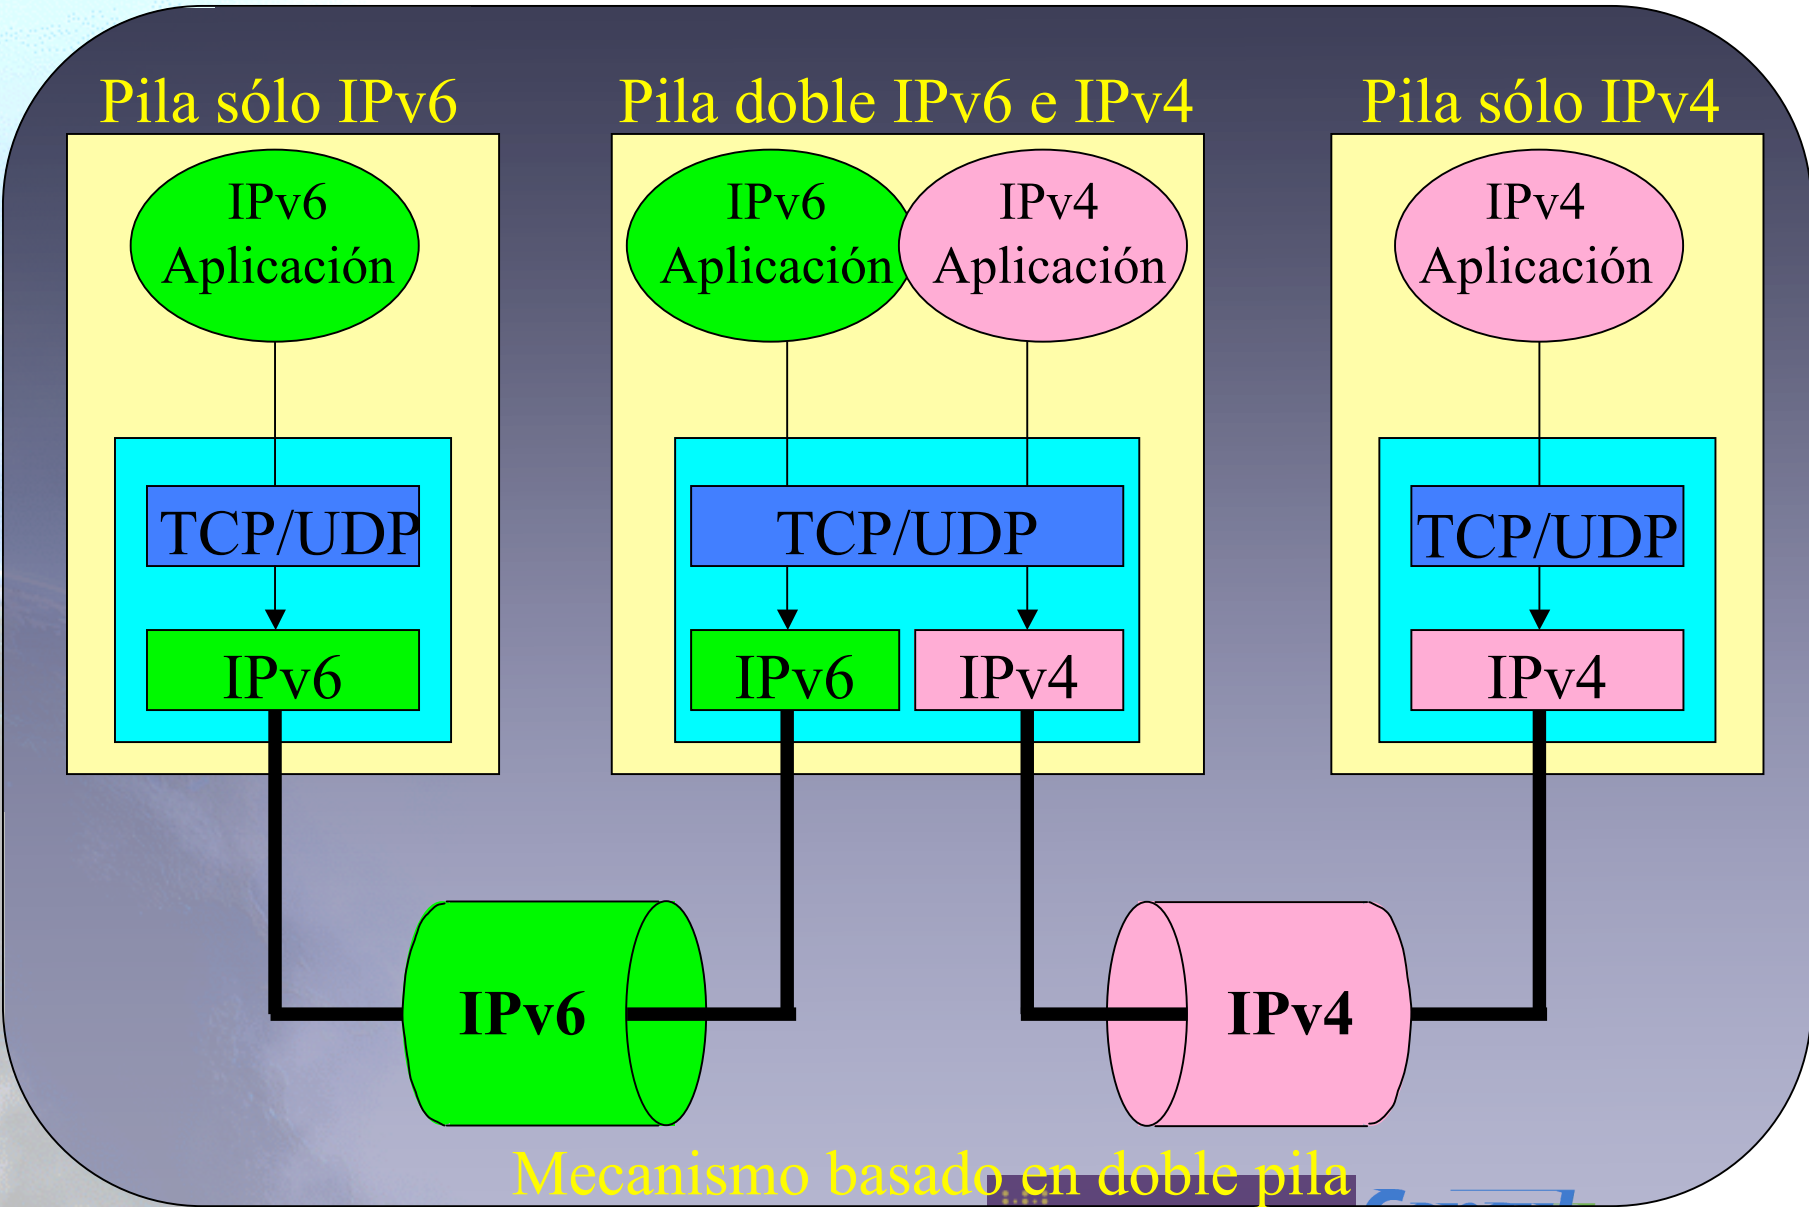 Pila sólo IPv6
Pila doble IPv6 e IPv4
Pila sólo IPv4
IPv6
Aplicación
IPv6
Aplicación
IPv4
Aplicación
IPv4
Aplicación
TCP/UDP
TCP/UDP
TCP/UDP
IPv6
IPv6
IPv4
IPv4
IPv6
IPv4
Mecanismo basado en doble pila